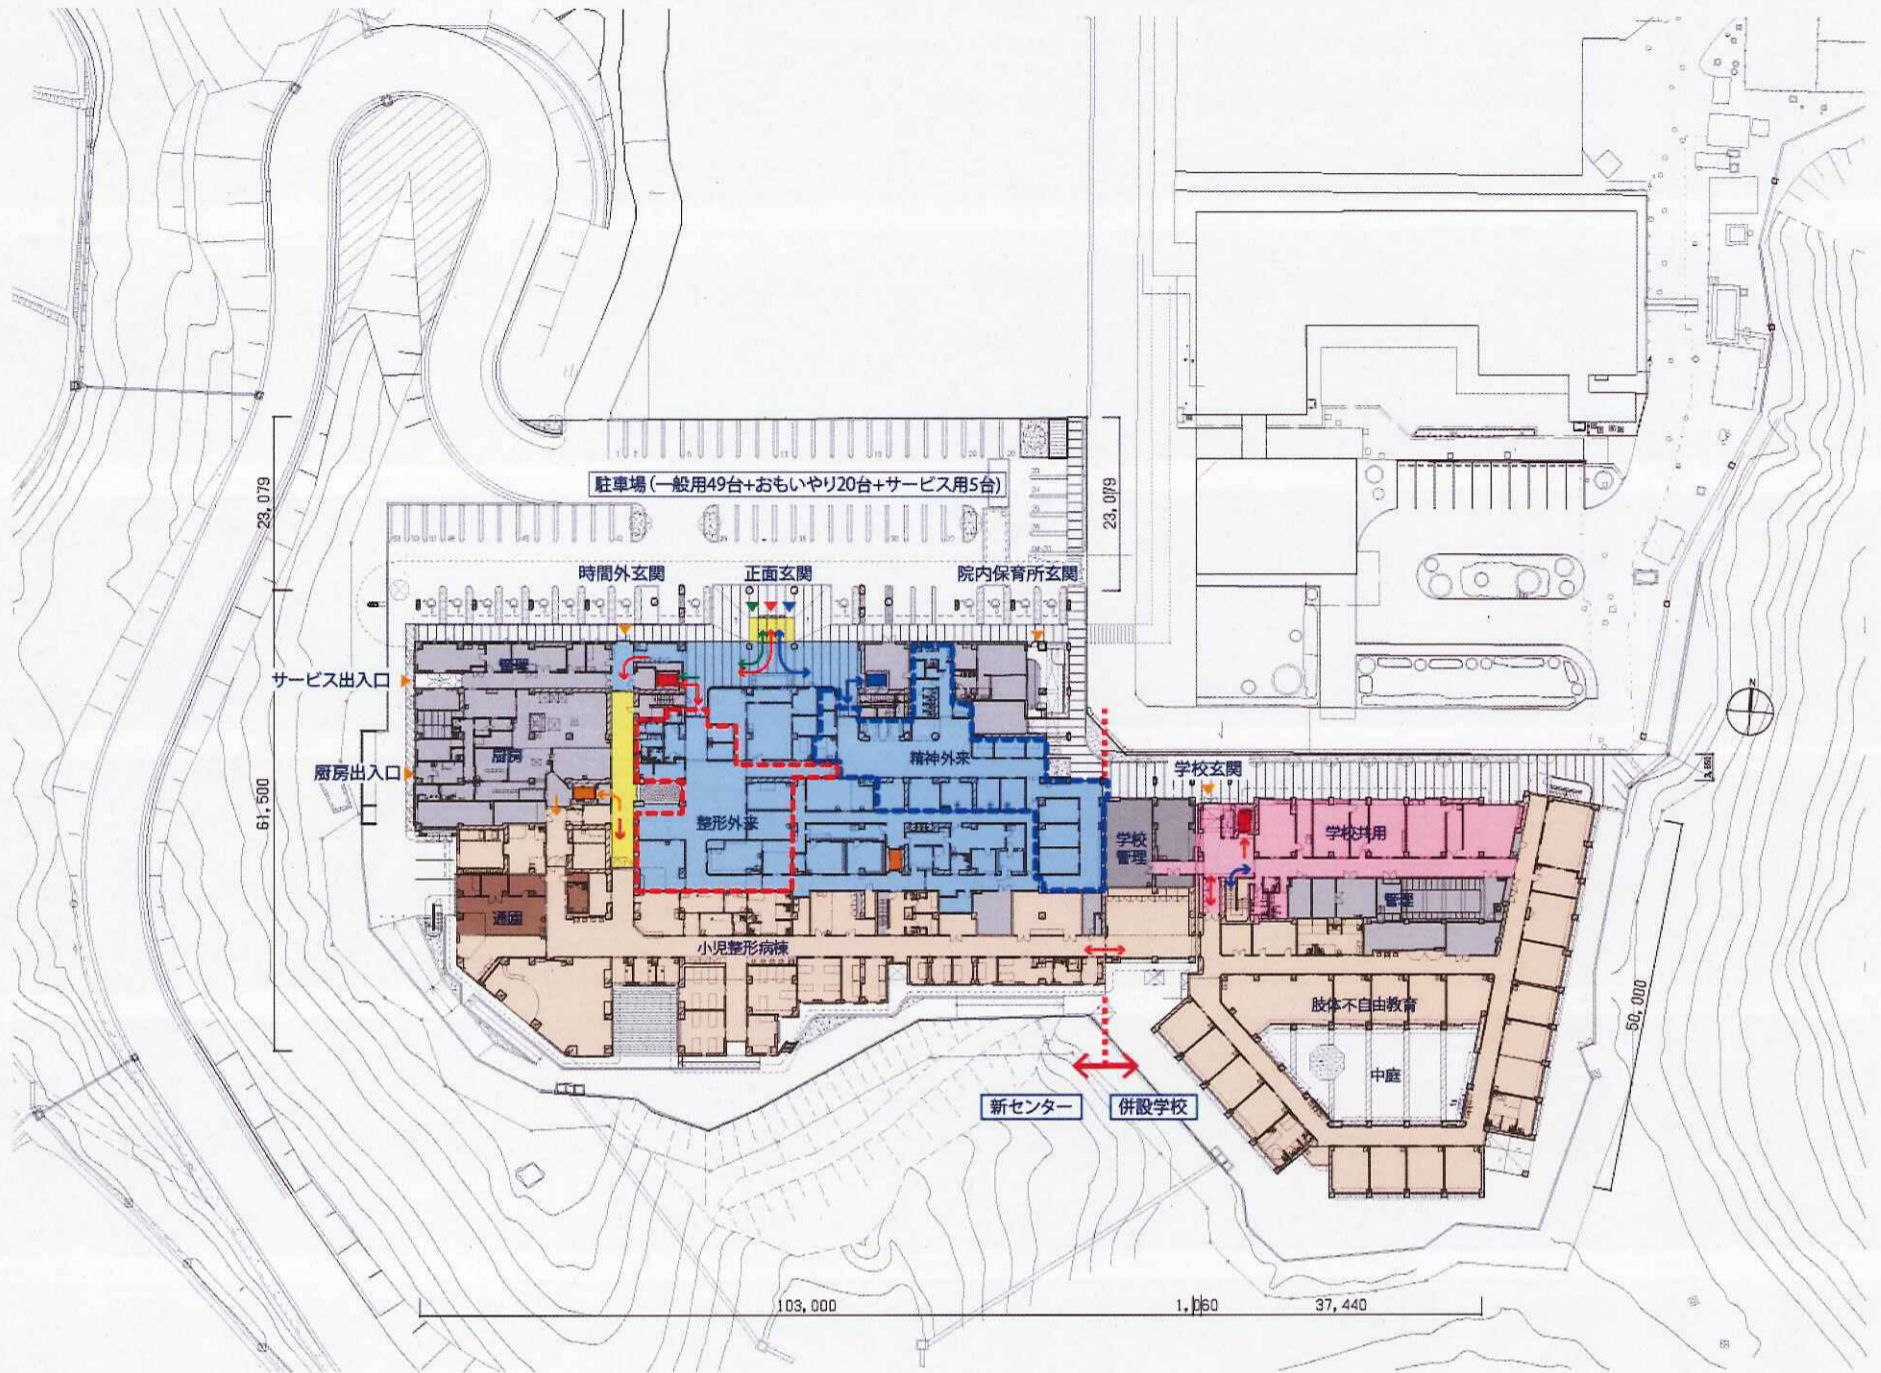 駐車場(一般用49台+おもいやり20台+サービス用5台)
23,079
23,079
時間外玄関
正面玄関
院内保育所玄関
管理
サービス出入口
N
精神外来
厨房
厨房出入口
学校玄関
61,500
整形外来
学校
管理
学校共用
管理
通園
小児整形病棟
肢体不自由教育
50,000
中庭
新センター
併設学校
103,000
1,060
37,440